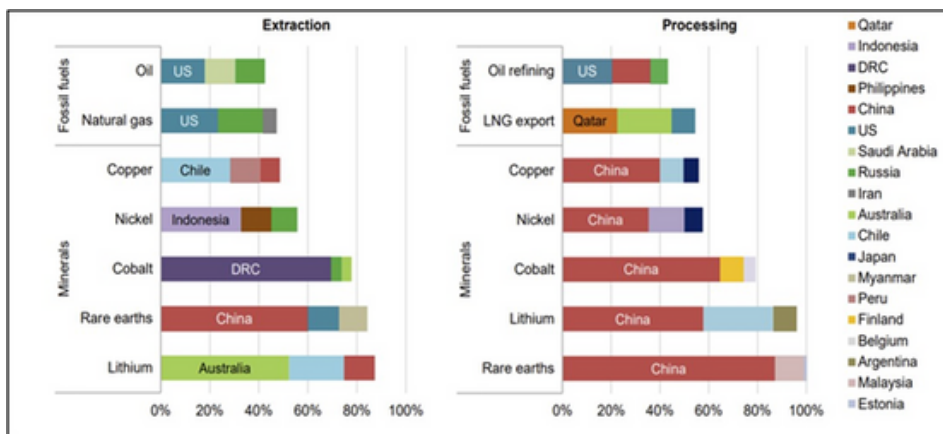 Extraction
Fossil fuels
Oil
US
Natural gas
US
Minerals
Copper
Chile
Nickel
Indonesia
Cobalt
DRC
Rare earths
China
Lithium
Australia
0% 20% 40% 60% 80% 100%
Processing
Fossil fuels
Oil refining
US
LNG export
Qatar
Minerals
Copper
China
Nickel
China
Cobalt
China
Lithium
China
Rare earths
China
0% 20% 40% 60% 80% 100%
Qatar
Indonesia
DRC
Philippines
China
US
Saudi Arabia
Russia
Iran
Australia
Chile
Japan
Myanmar
Peru
Finland
Belgium
Argentina
Malaysia
Estonia